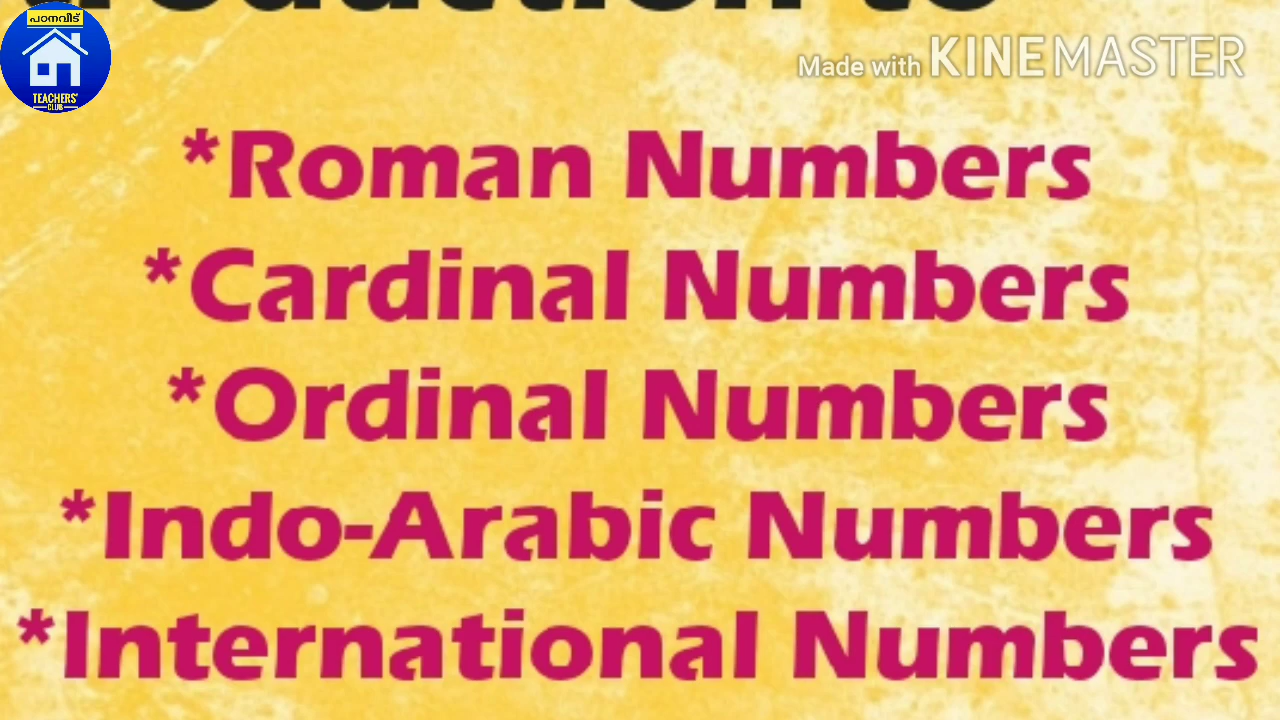 പഠനവീട്
TEACHERS'
CLUB
Made with KINEMASTER
*Roman Numbers
*Cardinal Numbers
*Ordinal Numbers
*Indo-Arabic Numbers
*International Numbers